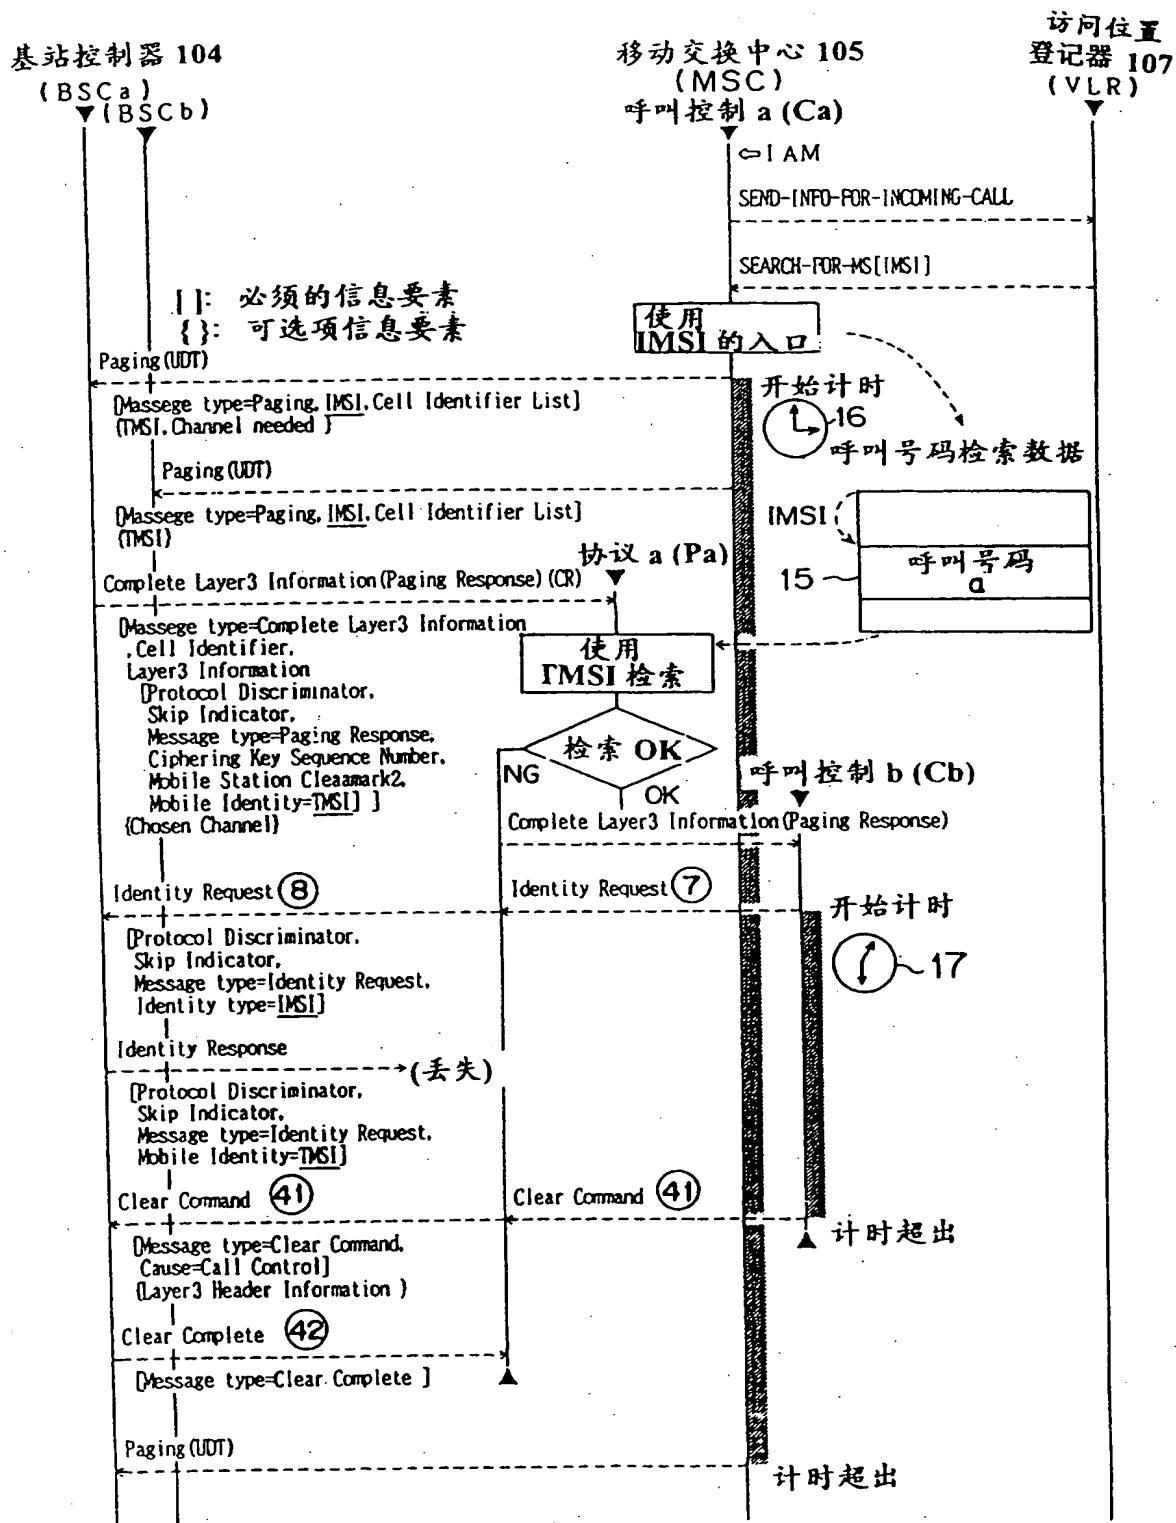 基站控制器 104
(BSCa)
(BSCb)
移动交换中心 105
(MSC)
呼叫控制 a (Ca)
访问位置
登记器 107
(VLR)
⇦IAM
SEND-INFO-FOR-INCOMING-CALL
SEARCH-FOR-MS[IMSI]
[ ]: 必须的信息要素
{ }: 可选项信息要素
使用
IMSI 的入口
Paging(UDT)
开始计时
[Massege type=Paging, IMSI, Cell Identifier List]
{TMSI, Channel needed }
16
呼叫号码检索数据
Paging(UDT)
[Massege type=Paging, IMSI, Cell Identifier List]
{TMSI}
IMSI
呼叫号码
a
15
协议 a (Pa)
Complete Layer3 Information(Paging Response)(CR)
[Massege type=Complete Layer3 Information
,Cell Identifier,
Layer3 Information
[Protocol Discriminator,
Skip Indicator,
Message type=Paging Response,
Ciphering Key Sequence Number,
Mobile Station Cleaamark2,
Mobile Identity=TMSI] ]
{Chosen Channel}
使用
TMSI 检索
检索 OK
NG
OK
呼叫控制 b (Cb)
Complete Layer3 Information(Paging Response)
Identity Request ⑧
Identity Request ⑦
开始计时
17
[Protocol Discriminator,
Skip Indicator,
Message type=Identity Request,
Identity type=IMSI]
Identity Response
(丢失)
[Protocol Discriminator,
Skip Indicator,
Message type=Identity Request,
Mobile Identity=TMSI]
Clear Command ㊶
Clear Command ㊶
计时超出
[Message type=Clear Command,
Cause=Call Control]
{Layer3 Header Information }
Clear Complete ㊷
[Message type=Clear Complete ]
Paging(UDT)
计时超出